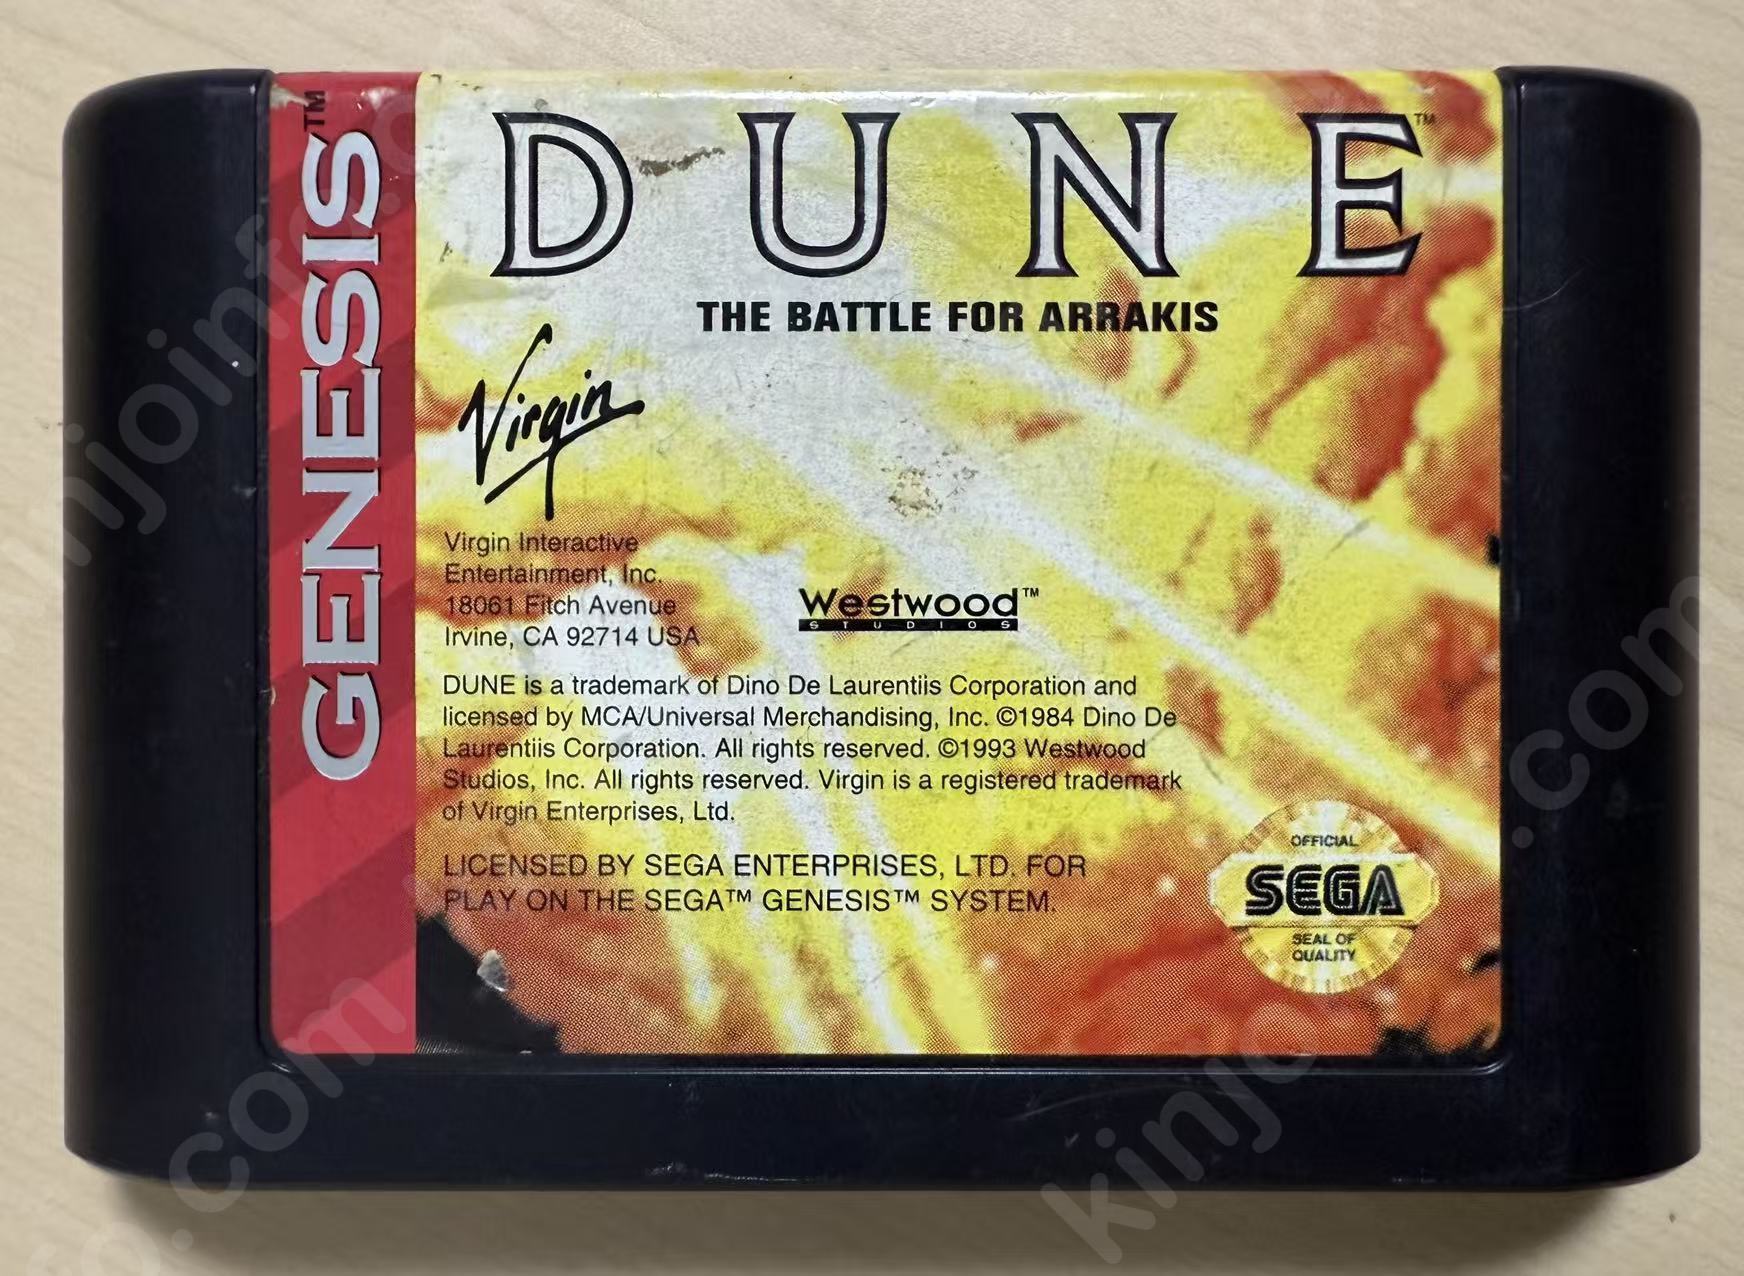 GENESIS™
DUNE™
THE BATTLE FOR ARRAKIS
Virgin
Virgin Interactive
Entertainment, Inc.
18061 Fitch Avenue
Irvine, CA 92714 USA
Westwood™
STUDIOS
DUNE is a trademark of Dino De Laurentiis Corporation and
licensed by MCA/Universal Merchandising, Inc. ©1984 Dino De
Laurentiis Corporation. All rights reserved. ©1993 Westwood
Studios, Inc. All rights reserved. Virgin is a registered trademark
of Virgin Enterprises, Ltd.
LICENSED BY SEGA ENTERPRISES, LTD. FOR
PLAY ON THE SEGA™ GENESIS™ SYSTEM.
OFFICIAL
SEGA
SEAL OF
QUALITY